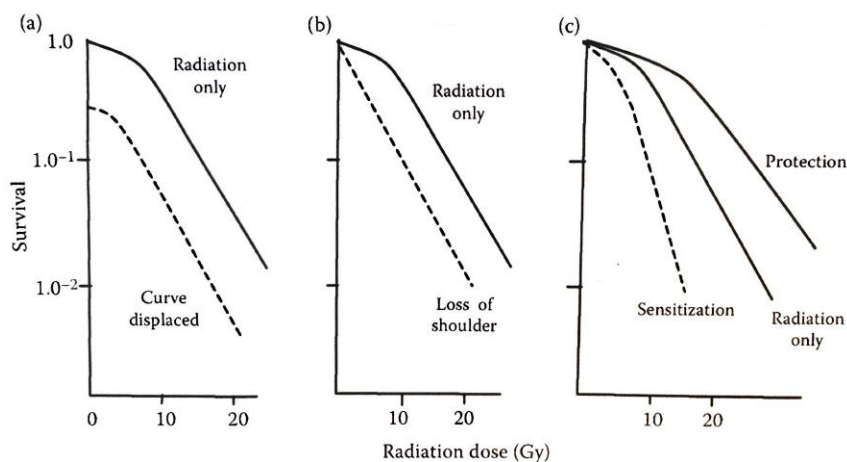 (a)
1.0
1.0⁻¹
1.0⁻²
Survival
Radiation
only
Curve
displaced
0
10
20
(b)
Radiation
only
Loss of
shoulder
10
20
(c)
Protection
Sensitization
Radiation
only
10
20
Radiation dose (Gy)